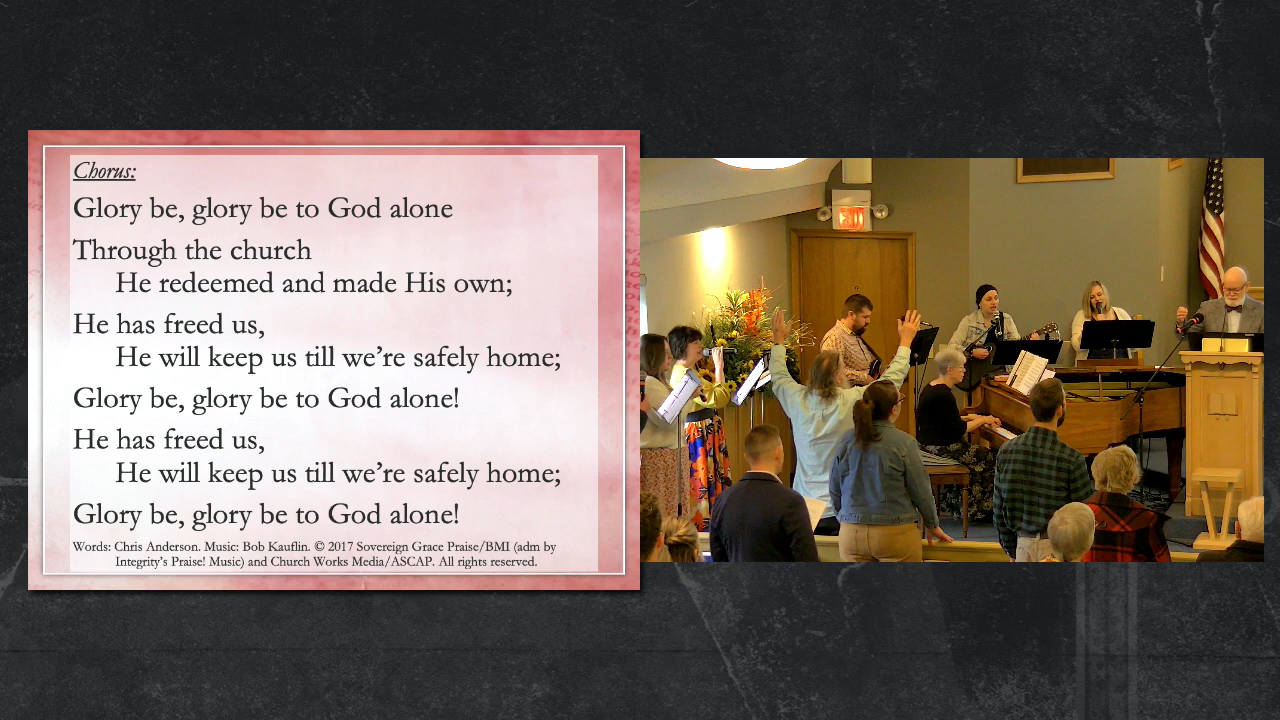 Chorus:
Glory be, glory be to God alone
Through the church
He redeemed and made His own;
He has freed us,
He will keep us till we’re safely home;
Glory be, glory be to God alone!
He has freed us,
He will keep us till we’re safely home;
Glory be, glory be to God alone!
Words: Chris Anderson. Music: Bob Kauflin. © 2017 Sovereign Grace Praise/BMI (adm by
Integrity’s Praise! Music) and Church Works Media/ASCAP. All rights reserved.
EXIT